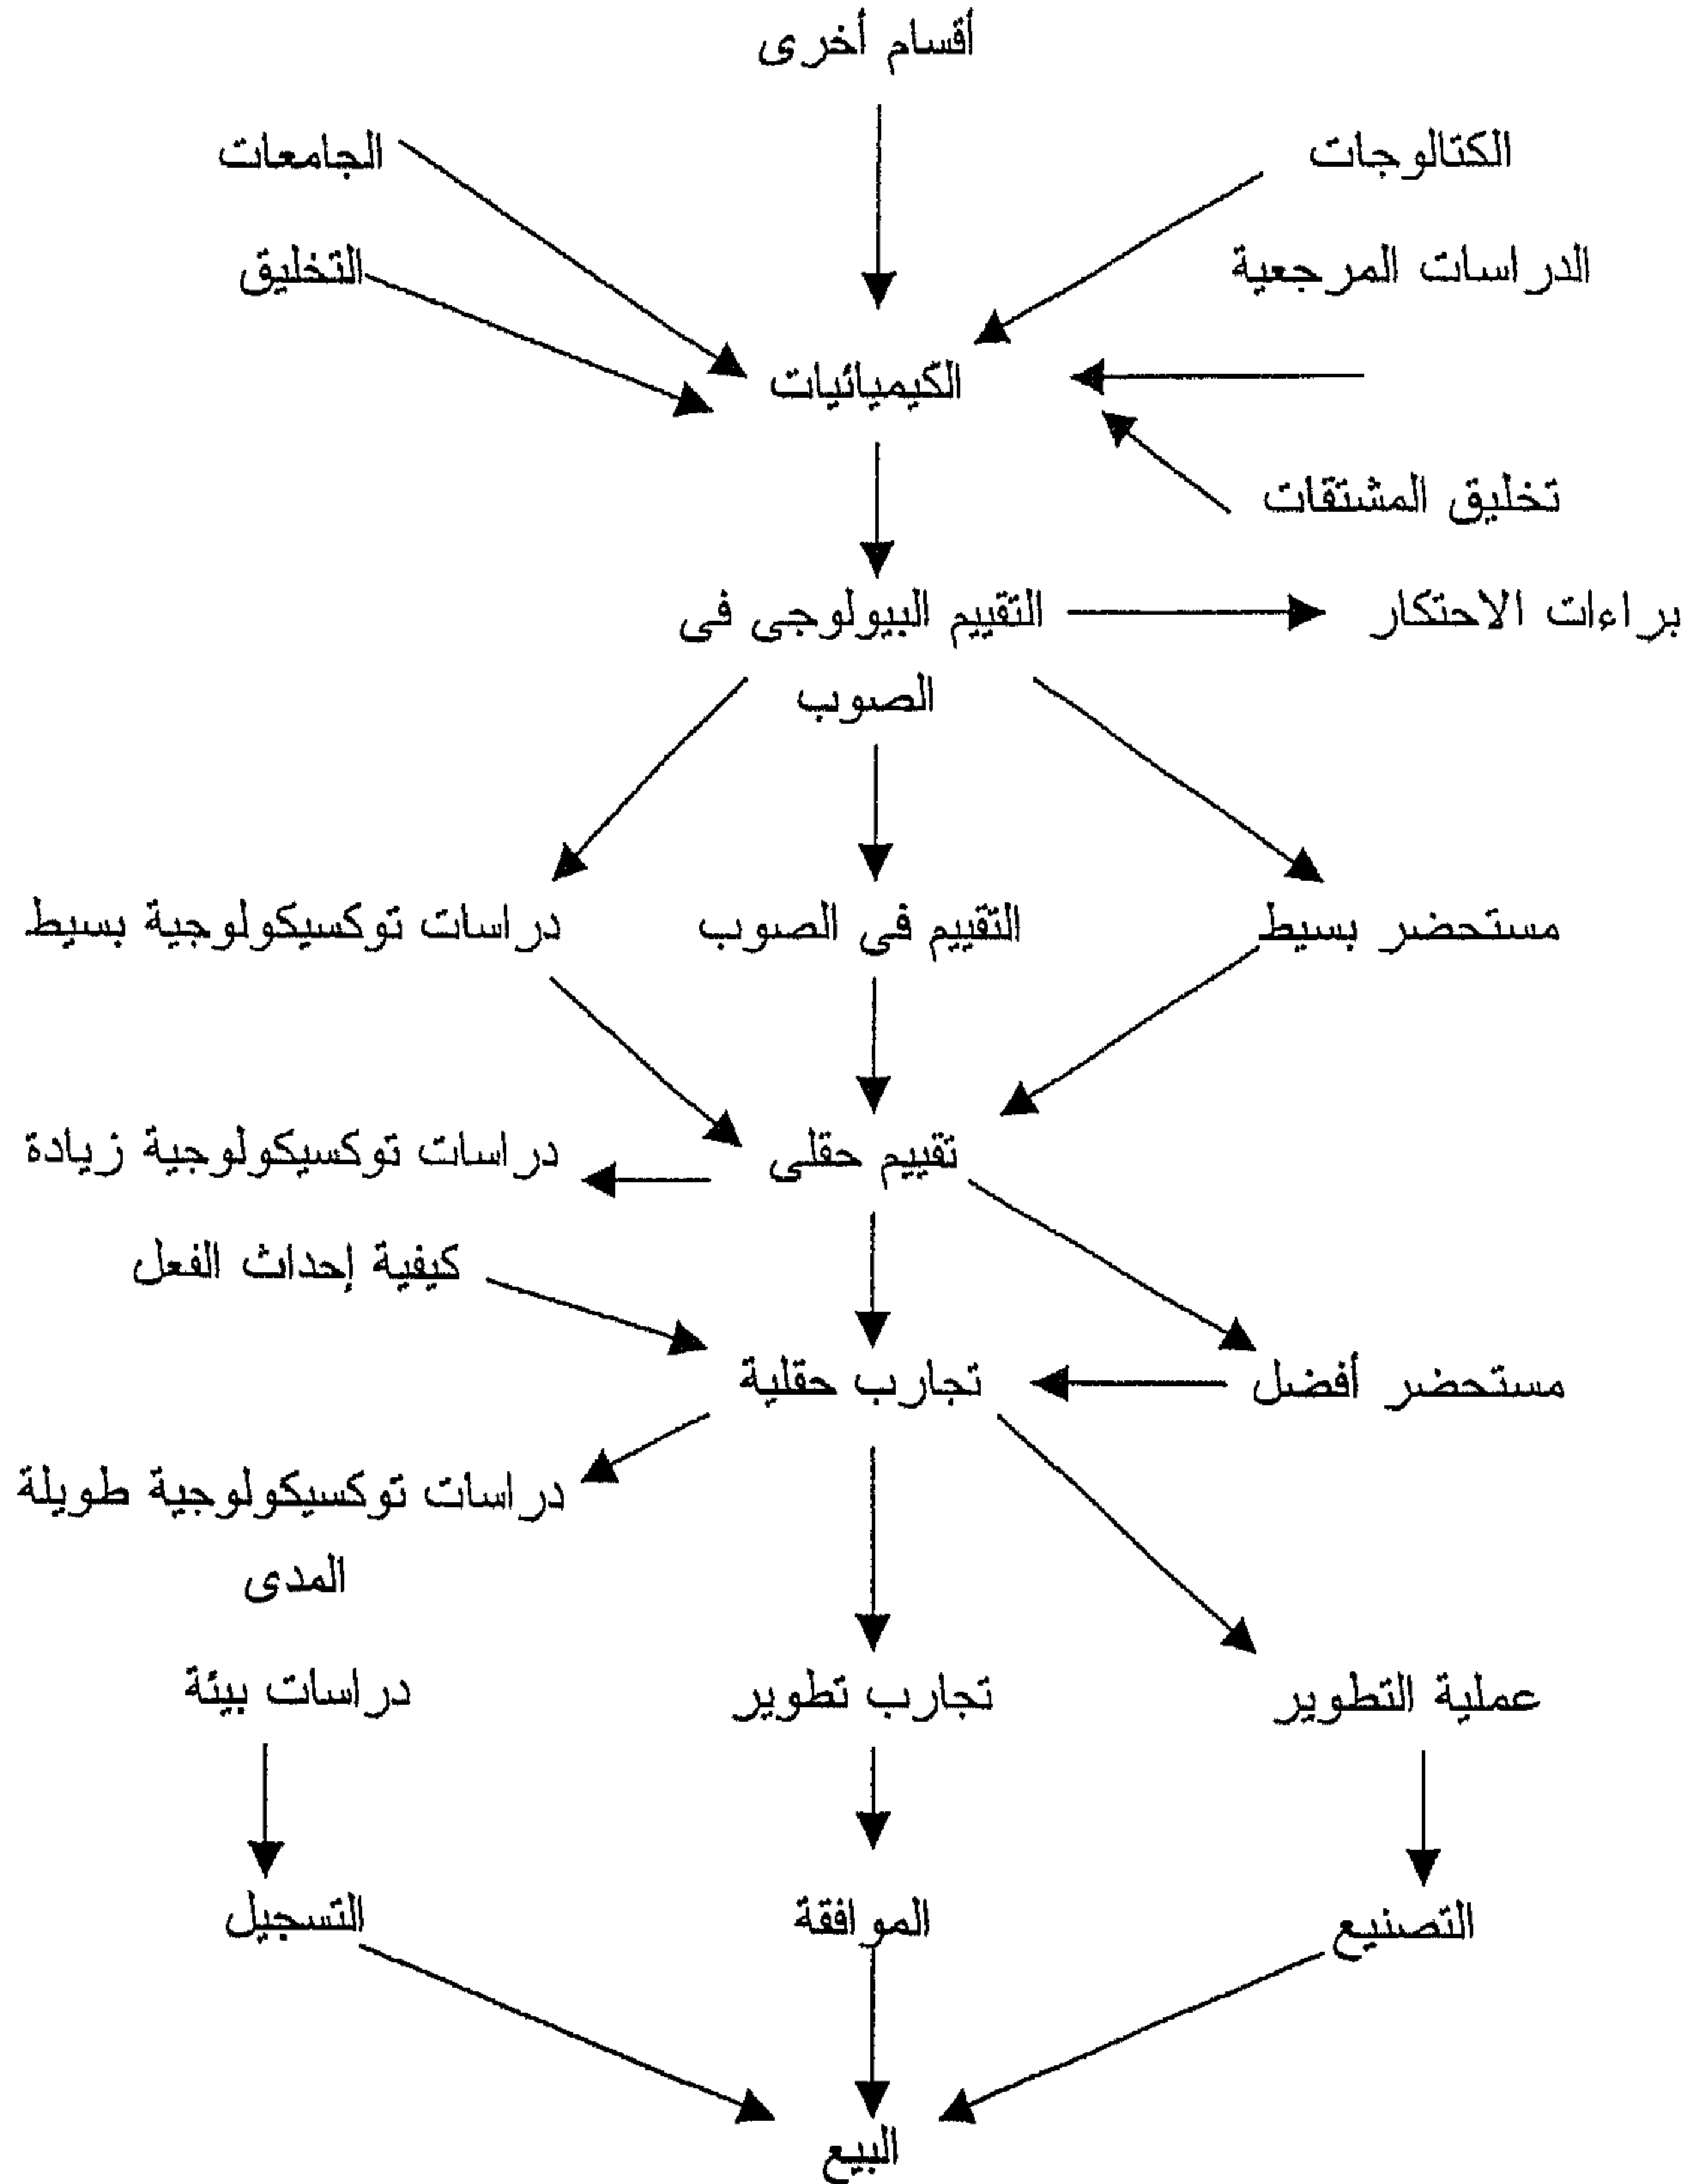 أقسام أخرى
الكتالوجات
الجامعات
الدراسات المرجعية
التخليق
الكيميائيات
تخليق المشتقات
براءات الاحتكار
التقييم البيولوجى فى
الصوب
مستحضر بسيط
التقييم فى الصوب
دراسات توكسيكولوجية بسيط
تقييم حقلى
دراسات توكسيكولوجية زيادة
كيفية إحداث الفعل
مستحضر أفضل
تجارب حقلية
دراسات توكسيكولوجية طويلة
المدى
عملية التطوير
تجارب تطوير
دراسات بيئة
التصنيع
الموافقة
التسجيل
البيع